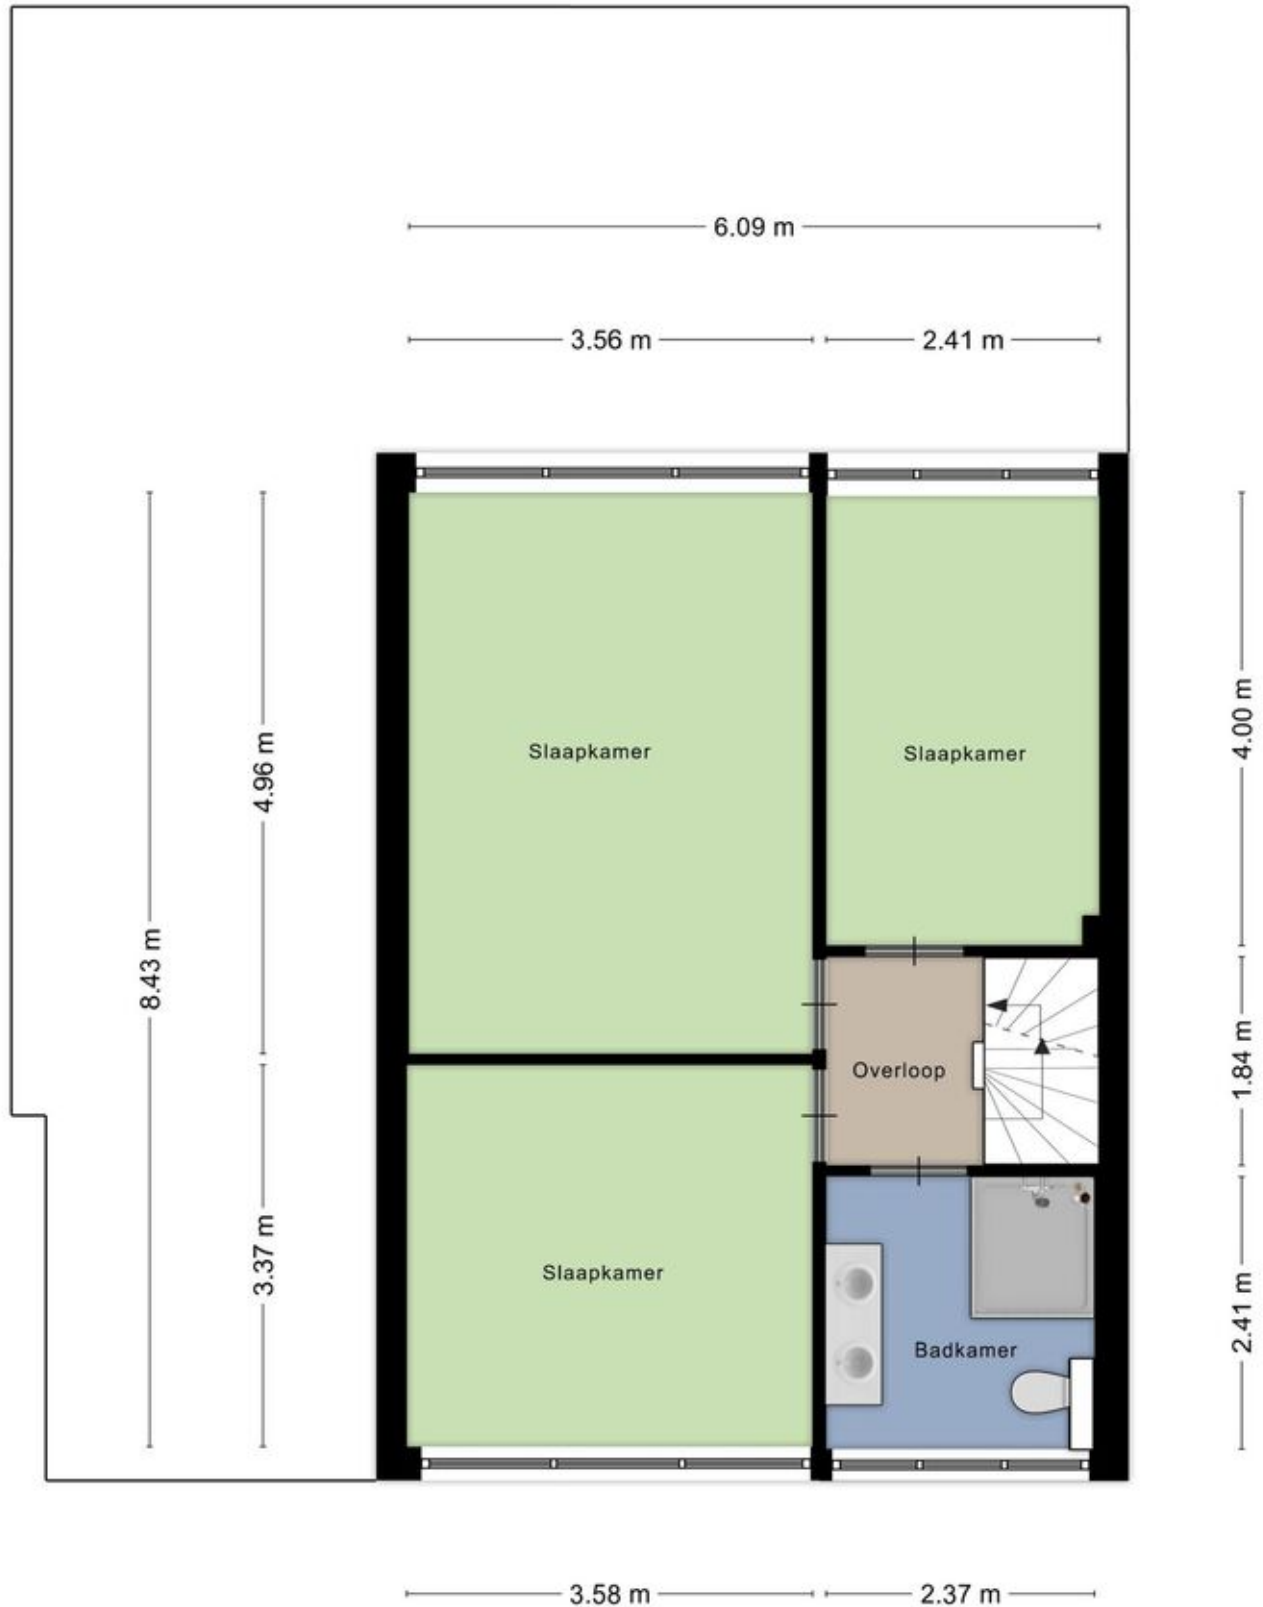 6.09 m
3.56 m
2.41 m
Slaapkamer
Slaapkamer
4.00 m
4.96 m
8.43 m
Overloop
1.84 m
3.37 m
Slaapkamer
Badkamer
2.41 m
3.58 m
2.37 m